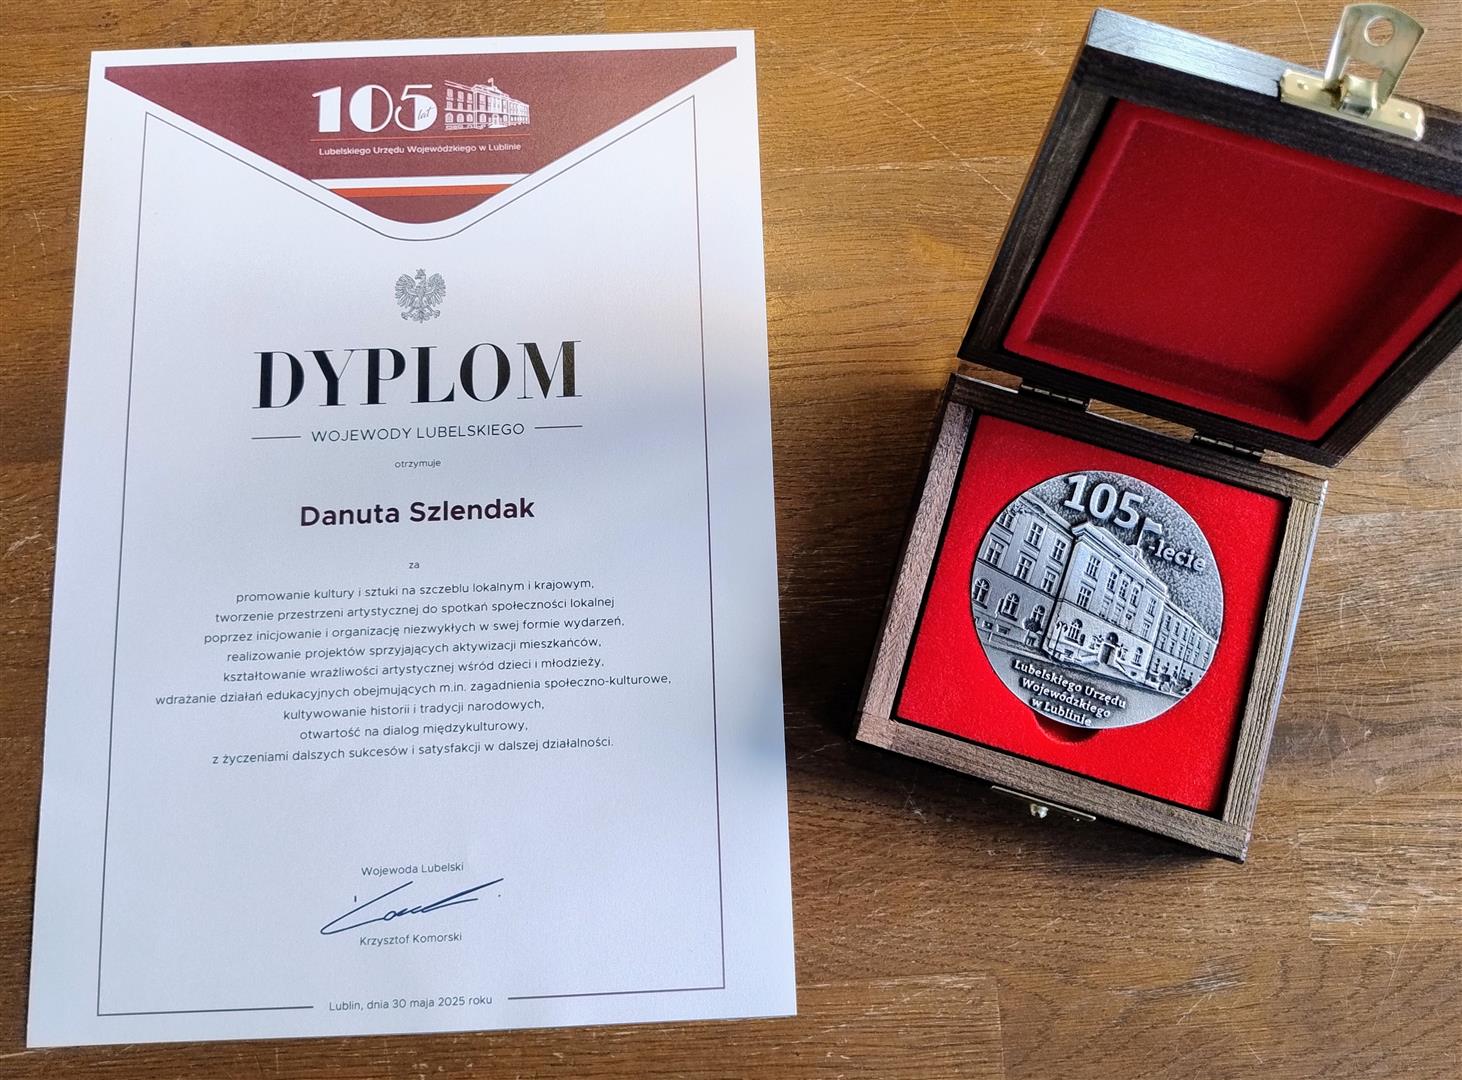 105 lat
Lubelskiego Urzędu Wojewódzkiego w Lublinie
DYPLOM
WOJEWODY LUBELSKIEGO
otrzymuje
Danuta Szlendak
za
promowanie kultury i sztuki na szczeblu lokalnym i krajowym,
tworzenie przestrzeni artystycznej do spotkań społeczności lokalnej
poprzez inicjowanie i organizację niezwykłych w swej formie wydarzeń,
realizowanie projektów sprzyjających aktywizacji mieszkańców,
kształtowanie wrażliwości artystycznej wśród dzieci i młodzieży,
wdrażanie działań edukacyjnych obejmujących m.in. zagadnienia społeczno-kulturowe,
kultywowanie historii i tradycji narodowych,
otwartość na dialog międzykulturowy,
z życzeniami dalszych sukcesów i satysfakcji w dalszej działalności.
Wojewoda Lubelski
Krzysztof Komorski
Lublin, dnia 30 maja 2025 roku
105
-lecie
Lubelskiego Urzędu
Wojewódzkiego
w Lublinie